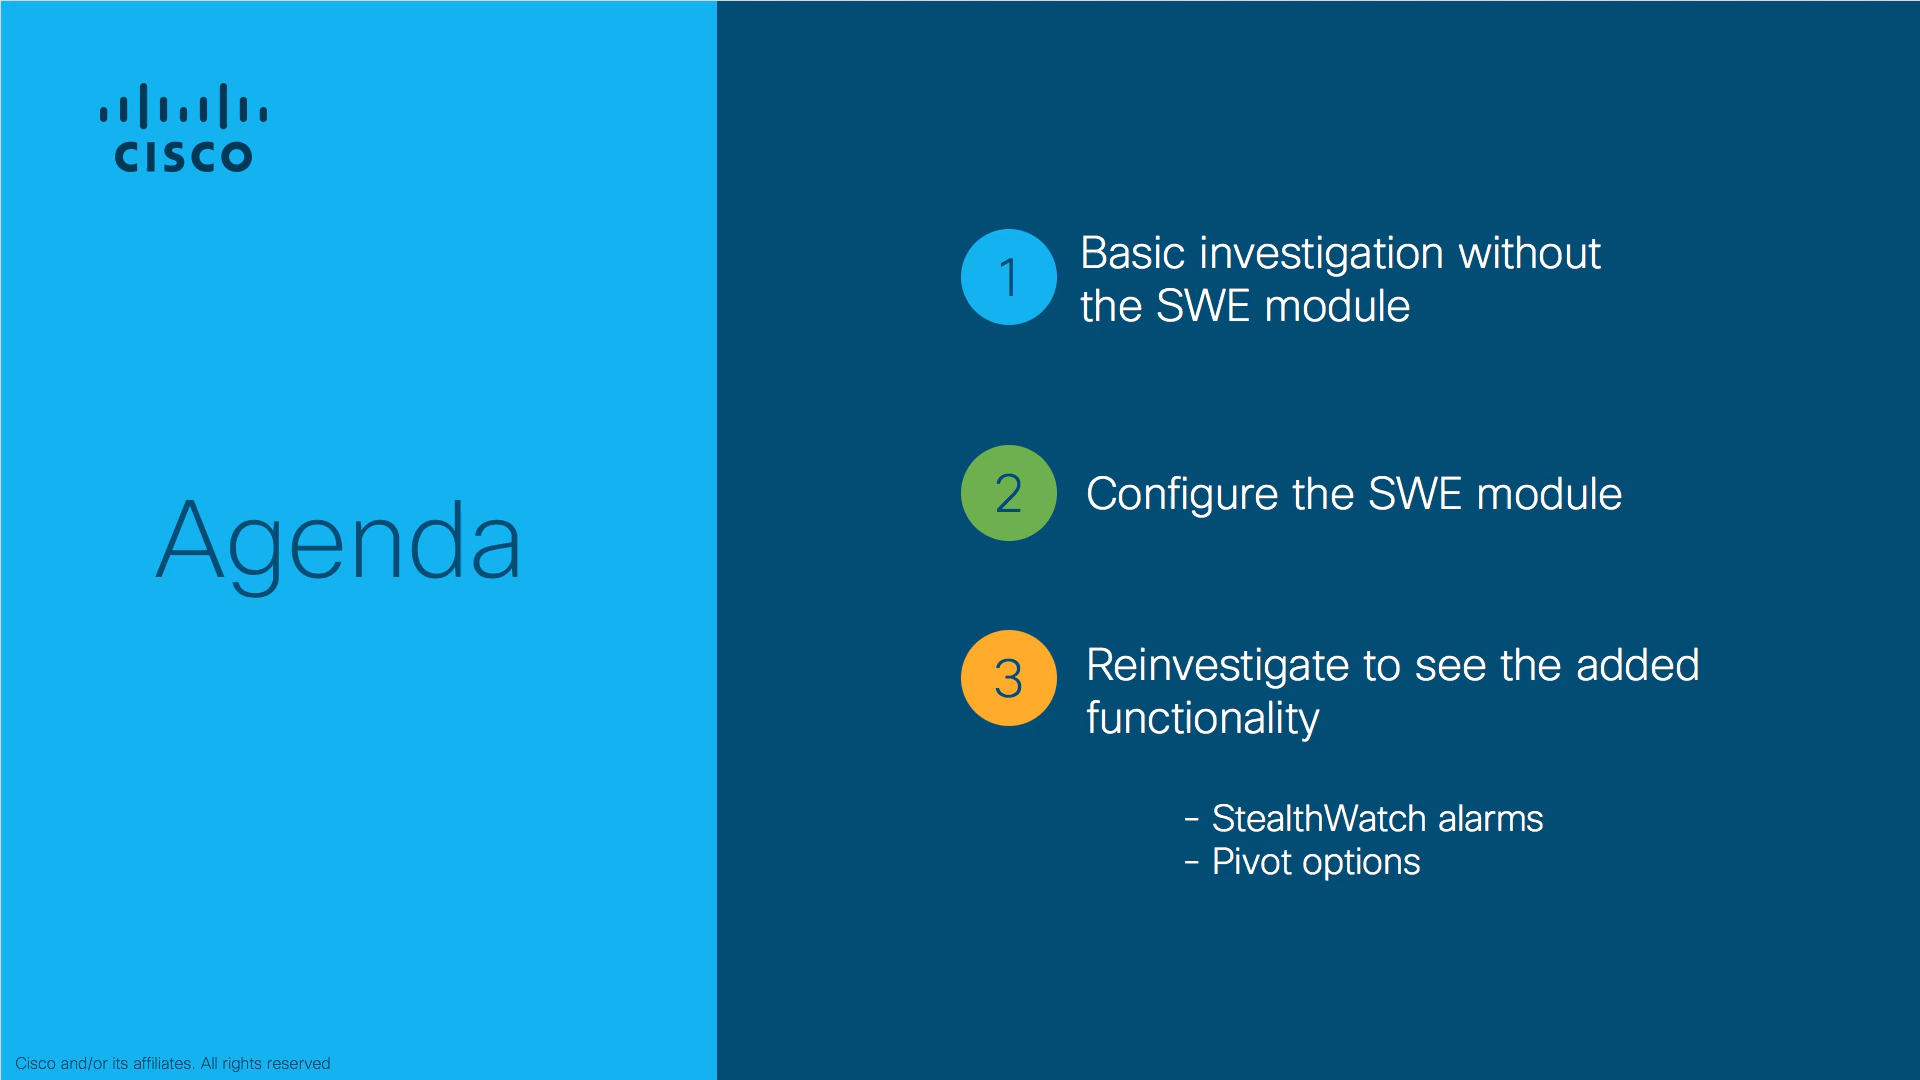 CISCO
Agenda
1
Basic investigation without
the SWE module
2
Configure the SWE module
3
Reinvestigate to see the added
functionality
- StealthWatch alarms
- Pivot options
Cisco and/or its affiliates. All rights reserved